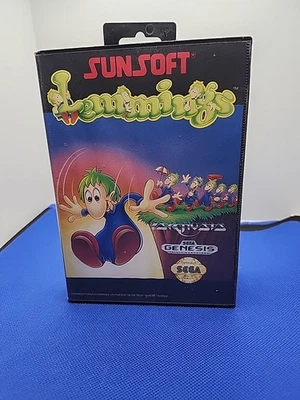 SUNSOFT
Lemmings
PSYGNOSIS
SEGA
GENESIS
SEGA